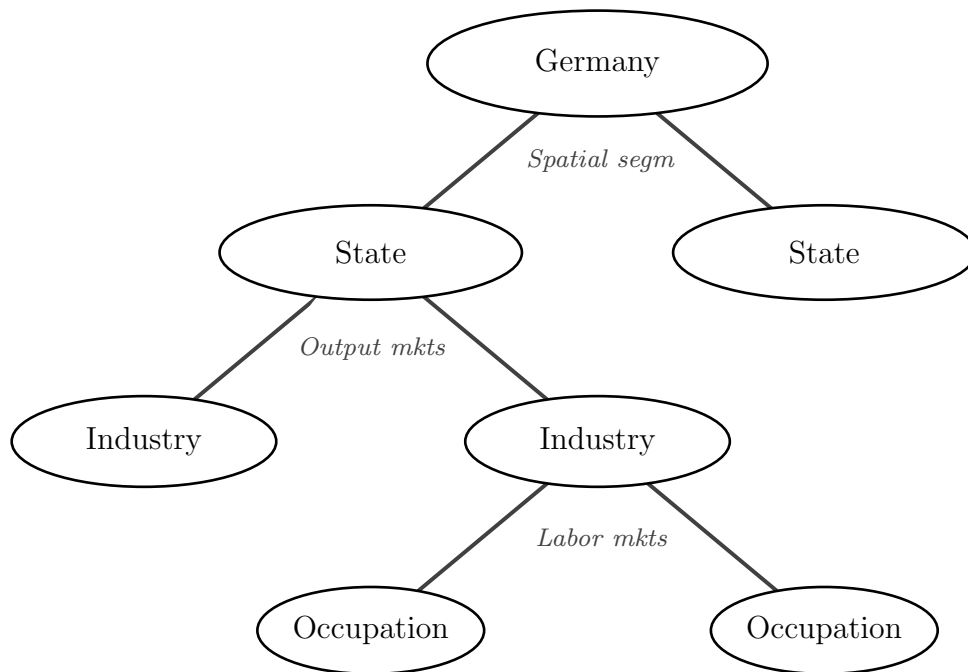 Germany
Spatial segm
State
State
Output mkts
Industry
Industry
Labor mkts
Occupation
Occupation